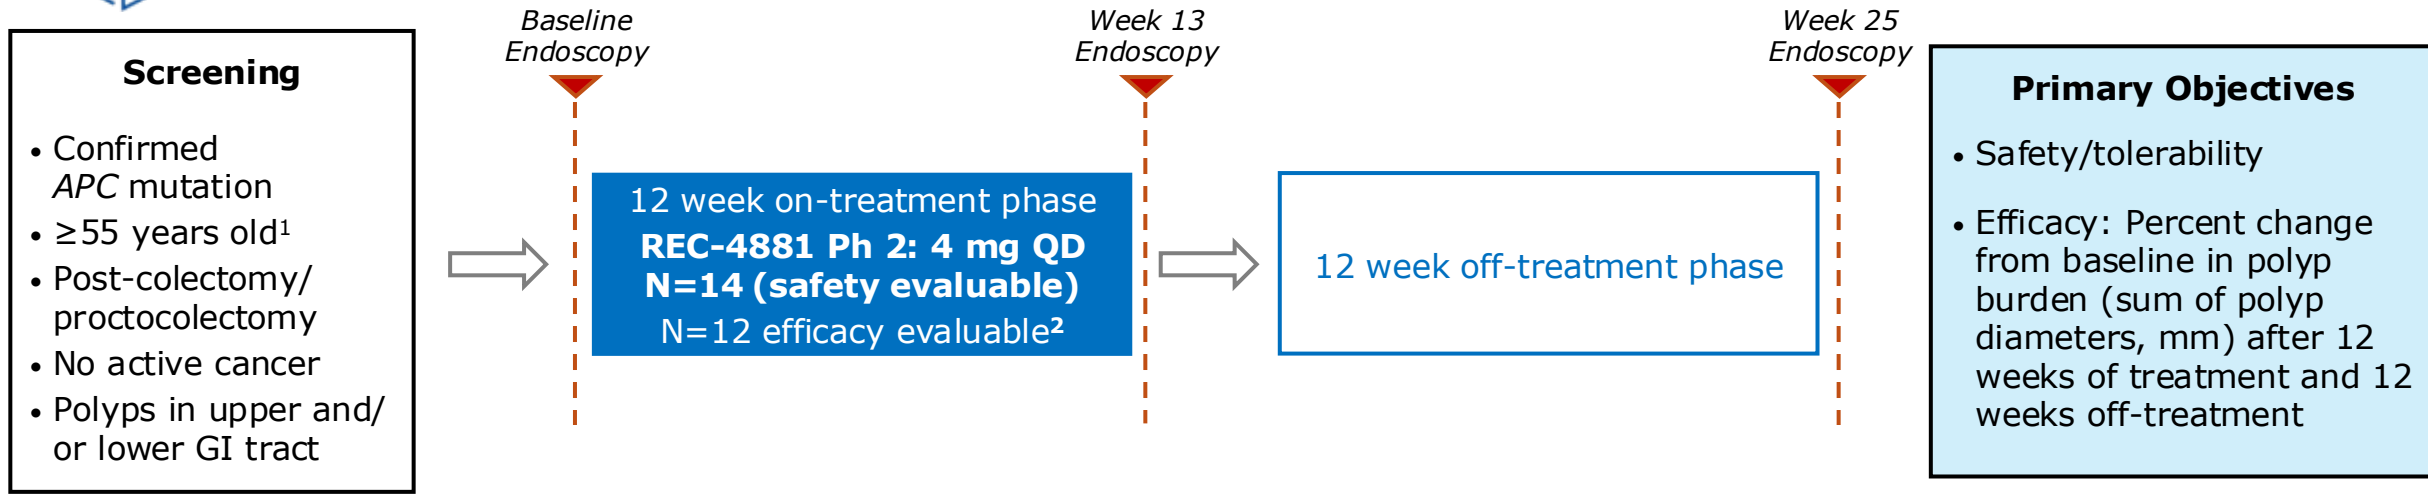 Screening
• Confirmed
APC mutation
• ≥55 years old¹
• Post-colectomy/
proctocolectomy
• No active cancer
• Polyps in upper and/
or lower GI tract
Baseline
Endoscopy
12 week on-treatment phase
REC-4881 Ph 2: 4 mg QD
N=14 (safety evaluable)
N=12 efficacy evaluable²
Week 13
Endoscopy
12 week off-treatment phase
Week 25
Endoscopy
Primary Objectives
• Safety/tolerability
• Efficacy: Percent change
from baseline in polyp
burden (sum of polyp
diameters, mm) after 12
weeks of treatment and 12
weeks off-treatment